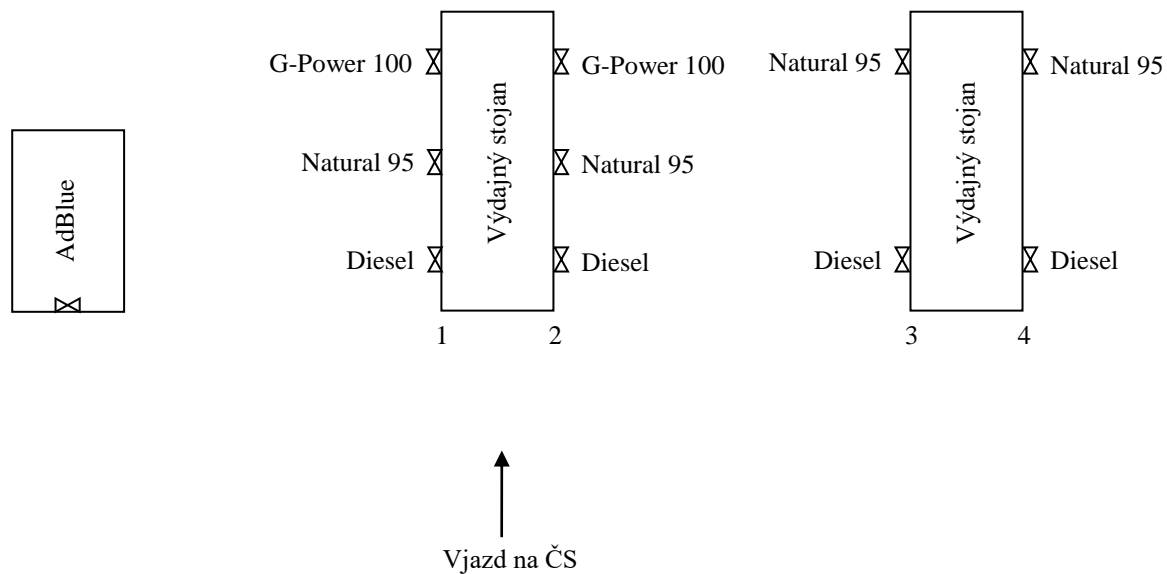 G-Power 100
G-Power 100
Natural 95
Natural 95
AdBlue
Natural 95
Výdajný stojan
Natural 95
Výdajný stojan
Diesel
Diesel
Diesel
Diesel
1
2
3
4
Vjazd na ČS